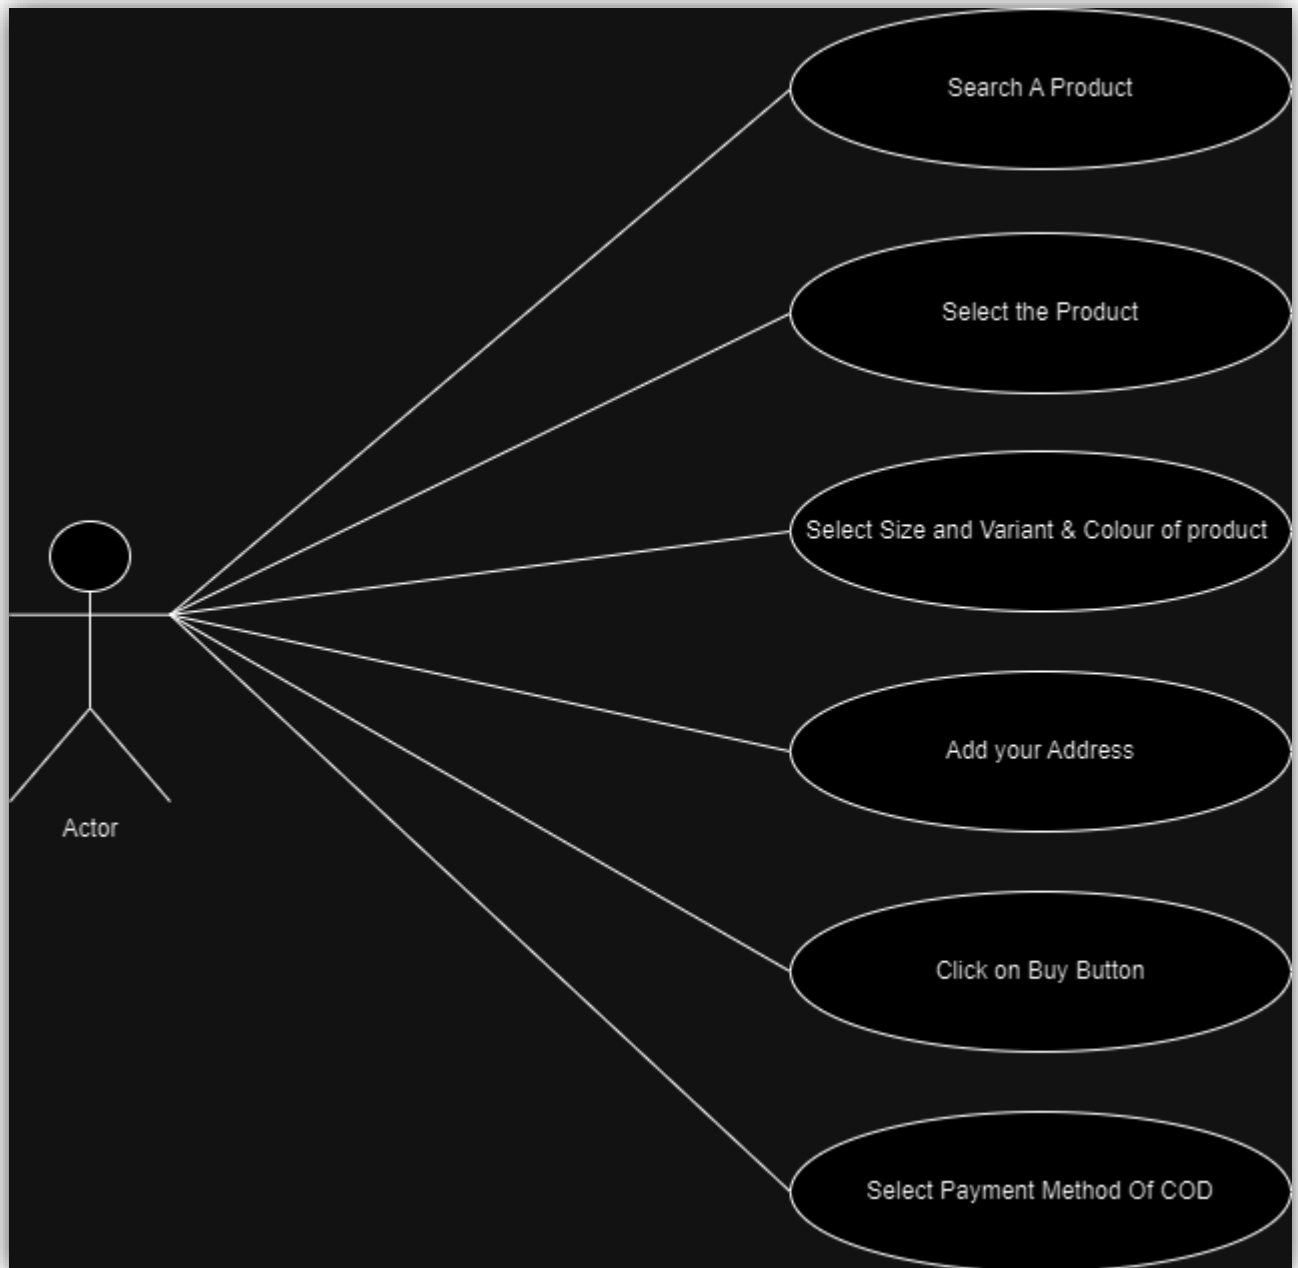 Search A Product
Select the Product
Select Size and Variant & Colour of product
Add your Address
Actor
Click on Buy Button
Select Payment Method Of COD